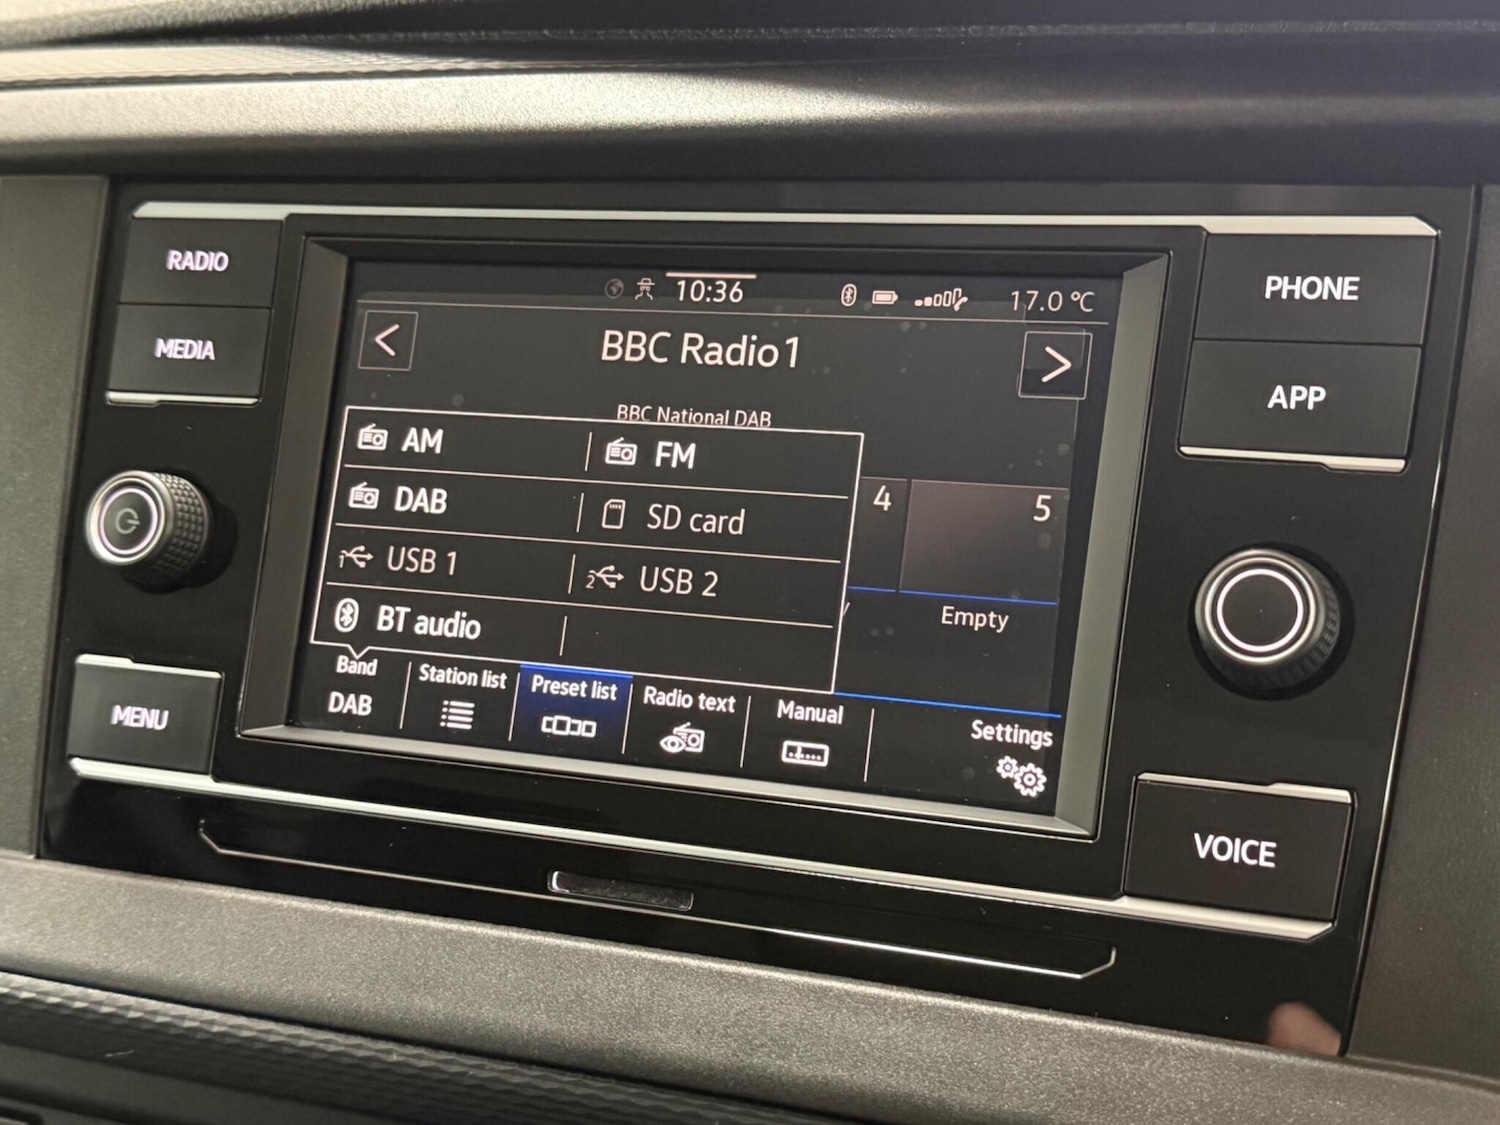 RADIO
MEDIA
MENU
10:36
17.0 °C
<
BBC Radio 1
>
BBC National DAB
AM
FM
DAB
SD card
1 USB 1
2 USB 2
BT audio
4
5
Empty
Band
DAB
Station list
Preset list
Radio text
Manual
Settings
PHONE
APP
VOICE